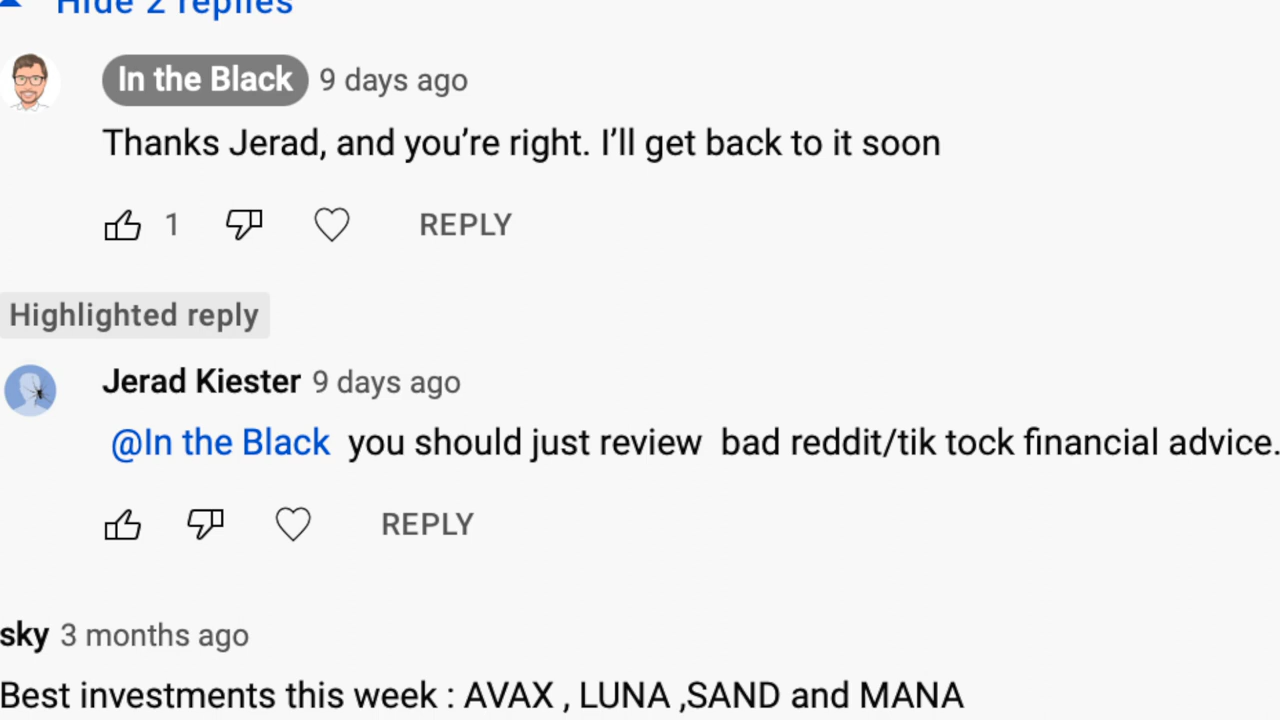 Hide 2 replies
In the Black 9 days ago
Thanks Jerad, and you’re right. I’ll get back to it soon
1 REPLY
Highlighted reply
Jerad Kiester 9 days ago
@In the Black you should just review bad reddit/tik tock financial advice.
REPLY
sky 3 months ago
Best investments this week : AVAX , LUNA ,SAND and MANA